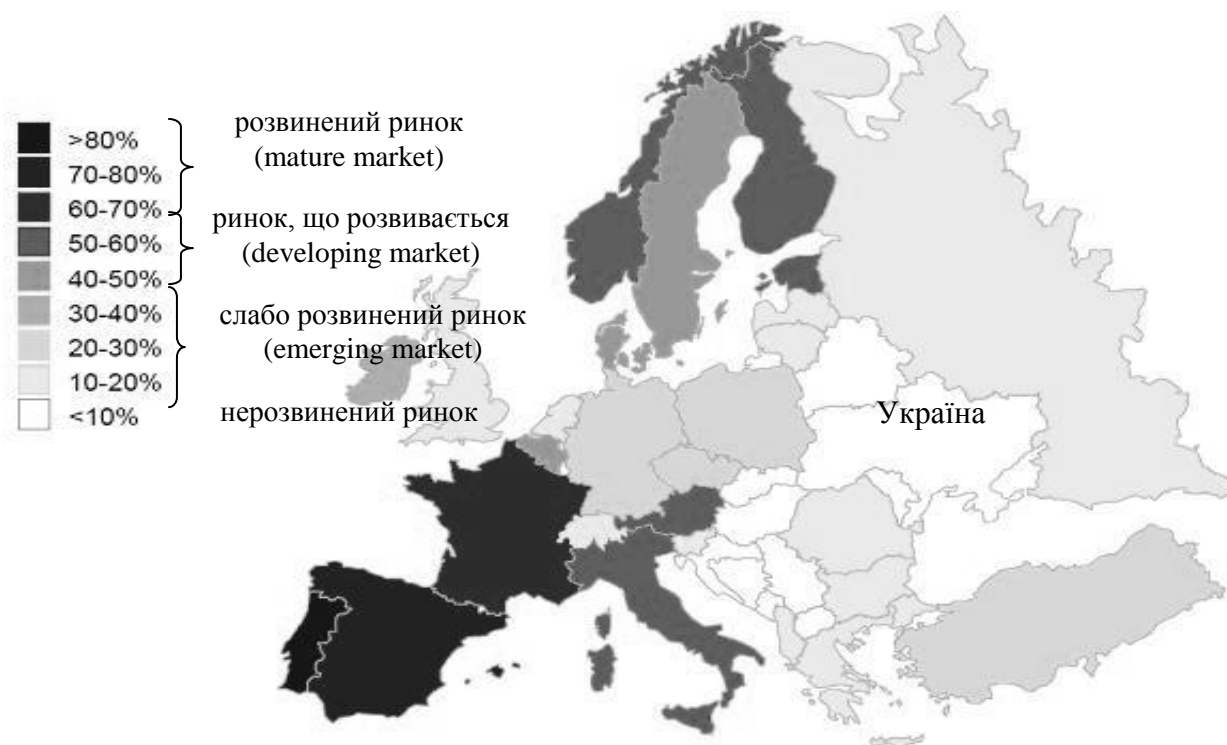 >80%
70-80%
60-70%
50-60%
40-50%
30-40%
20-30%
10-20%
<10%
розвинений ринок
(mature market)
ринок, що розвивається
(developing market)
слабо розвинений ринок
(emerging market)
нерозвинений ринок
Україна